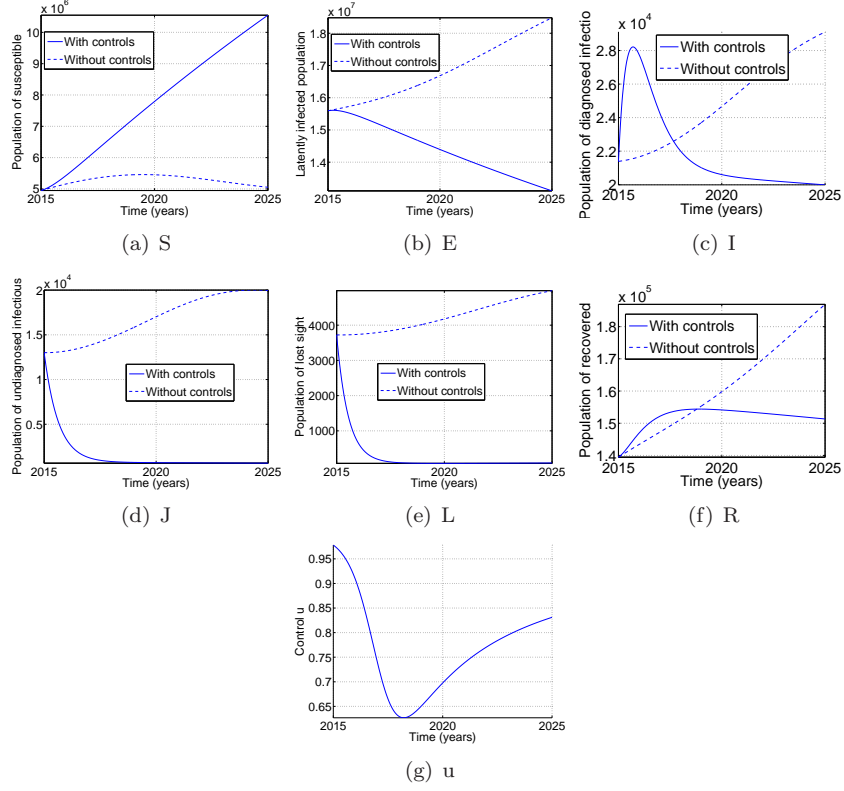 x 10^6
Population of susceptible
10
9
8
7
6
5
With controls
Without controls
2015 2020 2025
Time (years)
(a) S
x 10^7
Latently infected population
1.8
1.7
1.6
1.5
1.4
With controls
Without controls
2015 2020 2025
Time (years)
(b) E
x 10^4
Population of diagnosed infectio
2.8
2.6
2.4
2.2
2
With controls
Without controls
2015 2020 2025
Time (years)
(c) I
x 10^4
Population of undiagnosed infectious
2
1.5
1
0.5
With controls
Without controls
2015 2020 2025
Time (years)
(d) J
Population of lost sight
4000
3000
2000
1000
With controls
Without controls
2015 2020 2025
Time (years)
(e) L
x 10^5
Population of recovered
1.8
1.7
1.6
1.5
1.4
With controls
Without controls
2015 2020 2025
Time (years)
(f) R
Control u
0.95
0.9
0.85
0.8
0.75
0.7
0.65
2015 2020 2025
Time (years)
(g) u